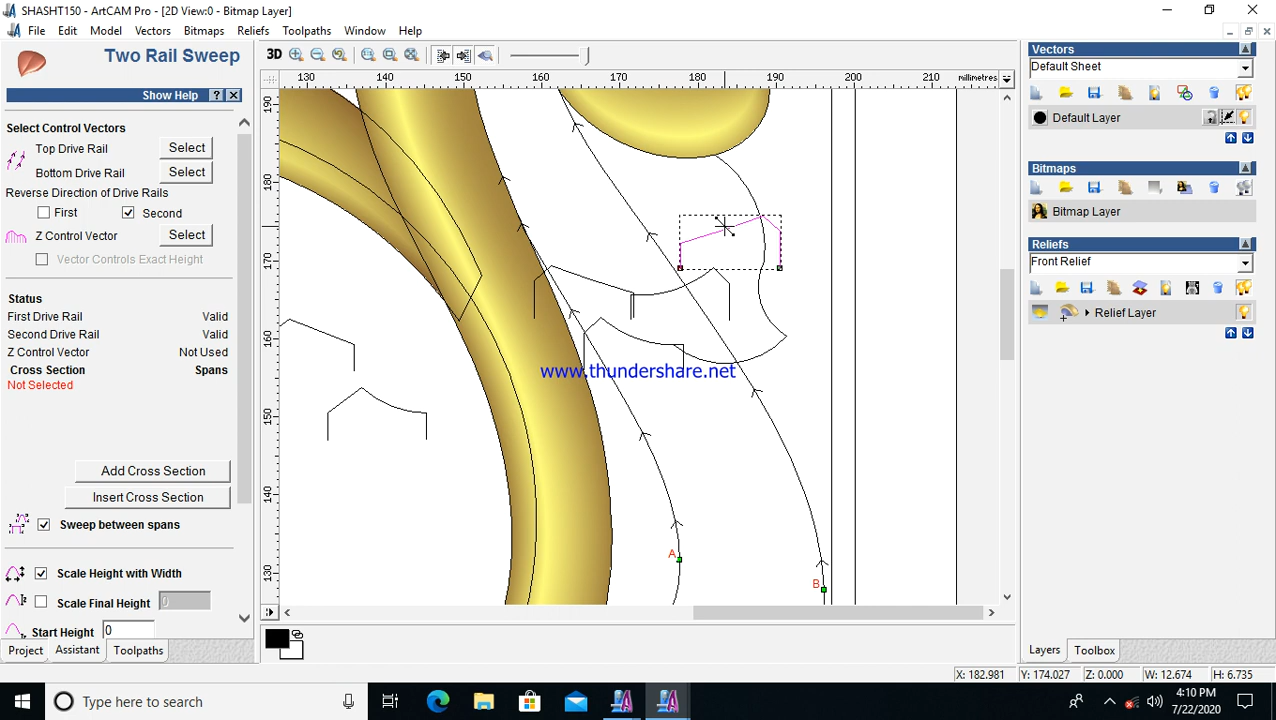 SHASHT150 - ArtCAM Pro - [2D View:0 - Bitmap Layer]
File Edit Model Vectors Bitmaps Reliefs Toolpaths Window Help
Two Rail Sweep
Show Help ? X
Select Control Vectors
Top Drive Rail Select
Bottom Drive Rail Select
Reverse Direction of Drive Rails
First Second
Z Control Vector Select
Vector Controls Exact Height
Status
First Drive Rail Valid
Second Drive Rail Valid
Z Control Vector Not Used
Cross Section Spans
Not Selected
Add Cross Section
Insert Cross Section
Sweep between spans
Scale Height with Width
Scale Final Height 0
Start Height 0
Project Assistant Toolpaths
3D
130 140 150 160 170 180 190 200 210 millimetres
190
180
170
160
150
140
130
www.thundershare.net
A
B
Vectors
Default Sheet
Default Layer
Bitmaps
Bitmap Layer
Reliefs
Front Relief
Relief Layer
Layers Toolbox
X: 182.981 Y: 174.027 Z: 0.000 W: 12.674 H: 6.735
Type here to search
4:10 PM
7/22/2020